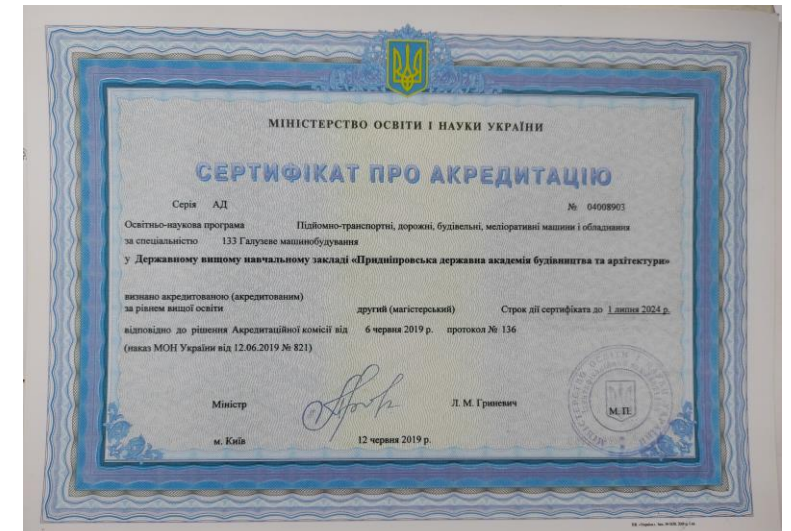 МІНІСТЕРСТВО ОСВІТИ І НАУКИ УКРАЇНИ
СЕРТИФІКАТ ПРО АКРЕДИТАЦІЮ
Серія АД № 04008903
Освітньо-наукова програма Підйомно-транспортні, дорожні, будівельні, меліоративні машини і обладнання
за спеціальністю 133 Галузеве машинобудування
у Державному вищому навчальному закладі «Придніпровська державна академія будівництва та архітектури»
визнано акредитованою (акредитованим)
за рівнем вищої освіти другий (магістерський) Строк дії сертифіката до 1 липня 2024 р.
відповідно до рішення Акредитаційної комісії від 6 червня 2019 р. протокол № 136
(наказ МОН України від 12.06.2019 № 821)
Міністр Л. М. Гриневич
М. П.
м. Київ 12 червня 2019 р.